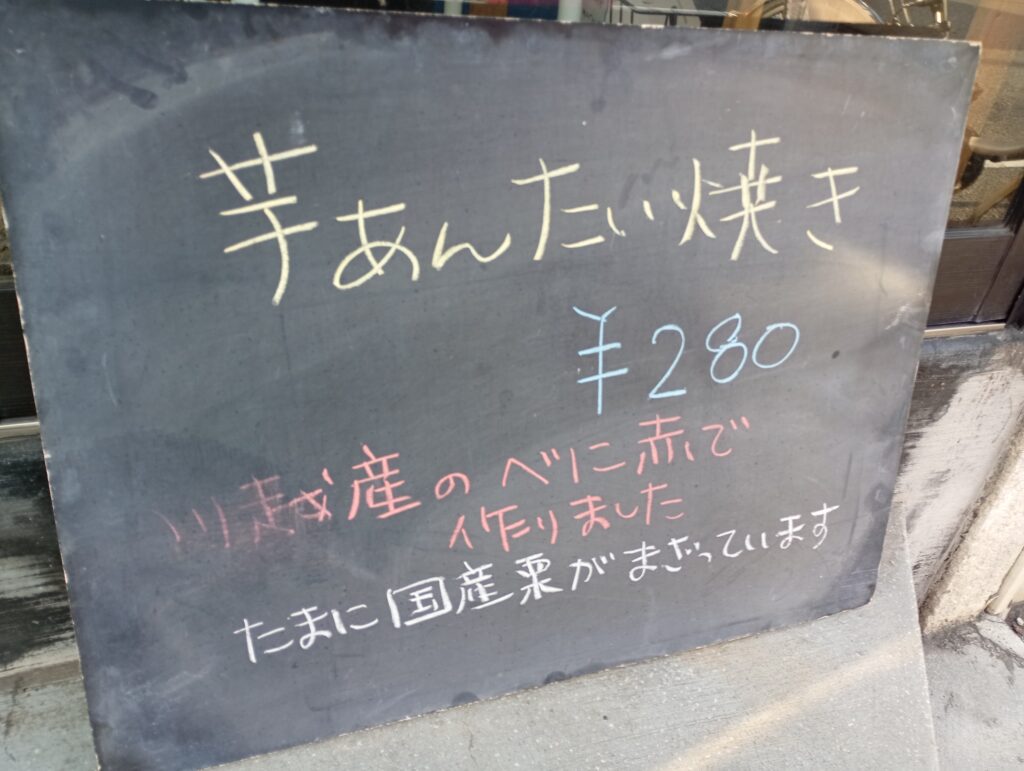 芋あんたい焼き
¥280
川越産のべに赤で
作りました
たまに国産栗がまざっています